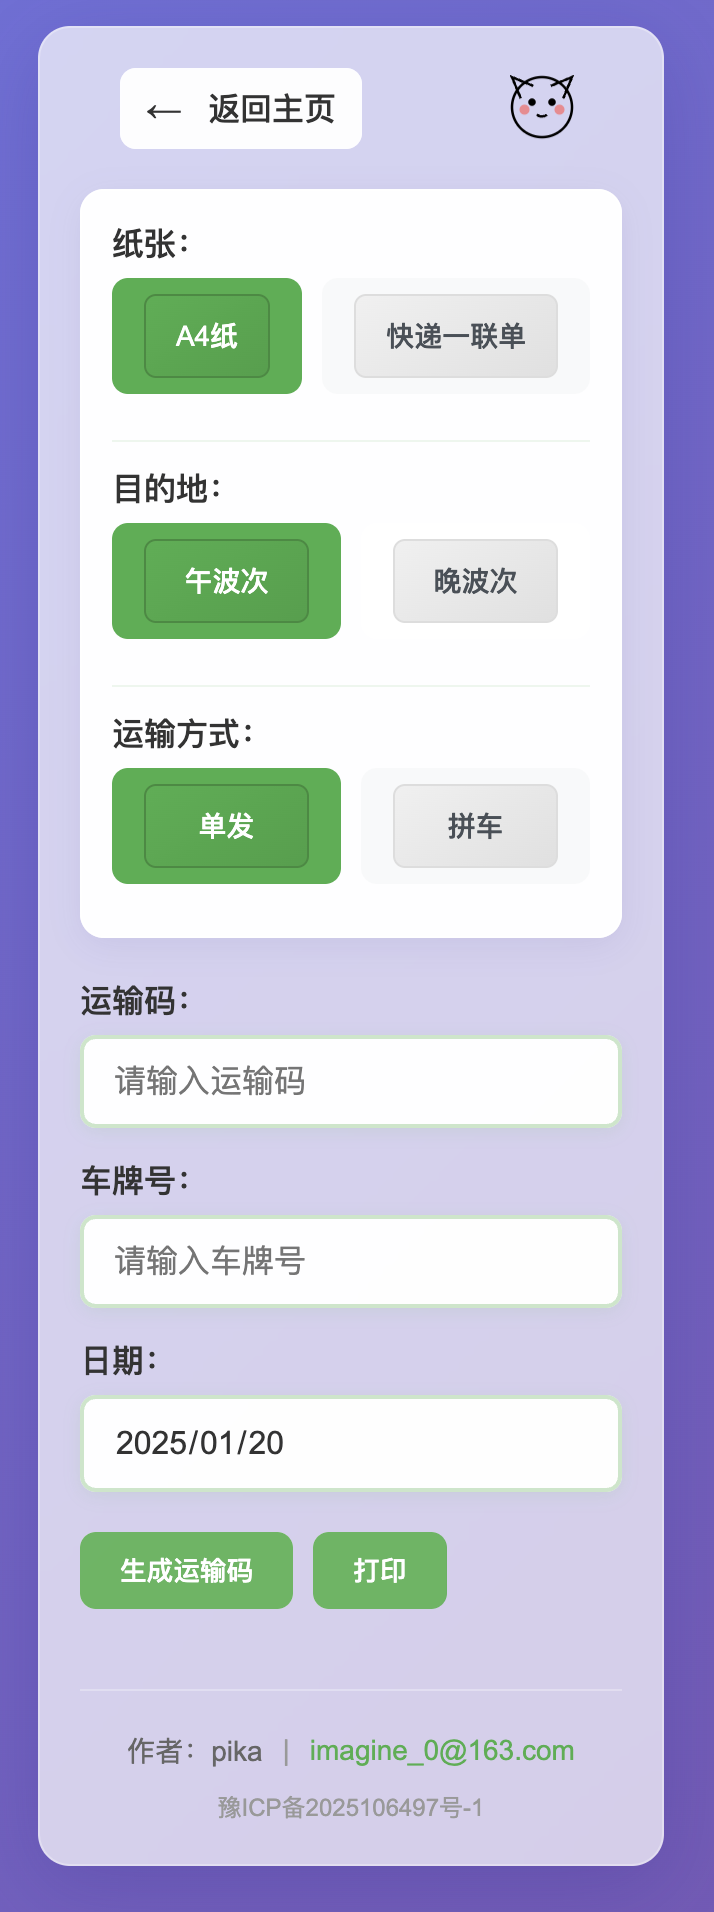 ← 返回主页
纸张：
A4纸 快递一联单
目的地：
午波次 晚波次
运输方式：
单发 拼车
运输码：
请输入运输码
车牌号：
请输入车牌号
日期：
2025/01/20
生成运输码 打印
作者：pika | imagine_0@163.com
豫ICP备2025106497号-1